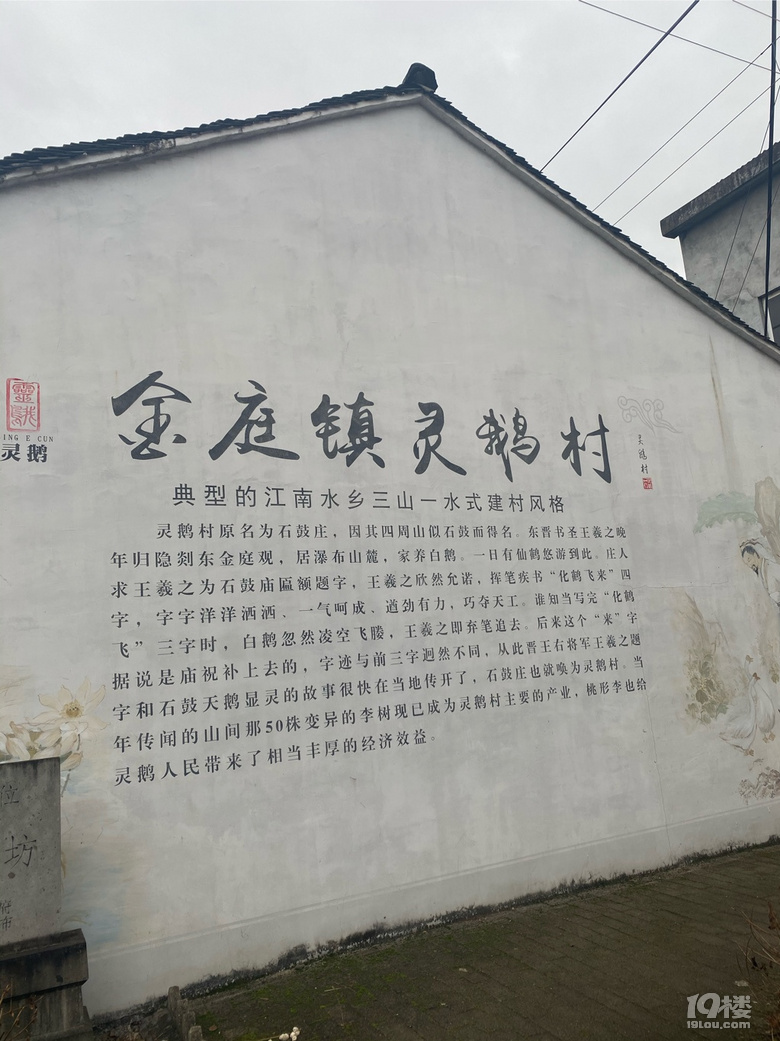 靈鹅
ING E CUN
灵鹅
金庭镇灵鹅村
灵鹅村
典型的江南水乡三山一水式建村风格
灵鹅村原名为石鼓庄，因其四周山似石鼓而得名。东晋书圣王羲之晚
年归隐剡东金庭观，居瀑布山麓，家养白鹅。一日有仙鹤悠游到此。庄人
求王羲之为石鼓庙匾额题字，王羲之欣然允诺，挥笔疾书“化鹤飞来”四
字，字字洋洋洒洒、一气呵成、遒劲有力，巧夺天工。谁知当写完“化鹤
飞”三字时，白鹅忽然凌空飞腾，王羲之即弃笔追去。后来这个“来”字
据说是庙祝补上去的，字迹与前三字迥然不同，从此晋王右将军王羲之题
字和石鼓天鹅显灵的故事很快在当地传开了，石鼓庄也就唤为灵鹅村。当
年传闻的山间那50株变异的李树现已成为灵鹅村主要的产业，桃形李也给
灵鹅人民带来了相当丰厚的经济效益。
位
坊
府
市
19楼
19lou.com